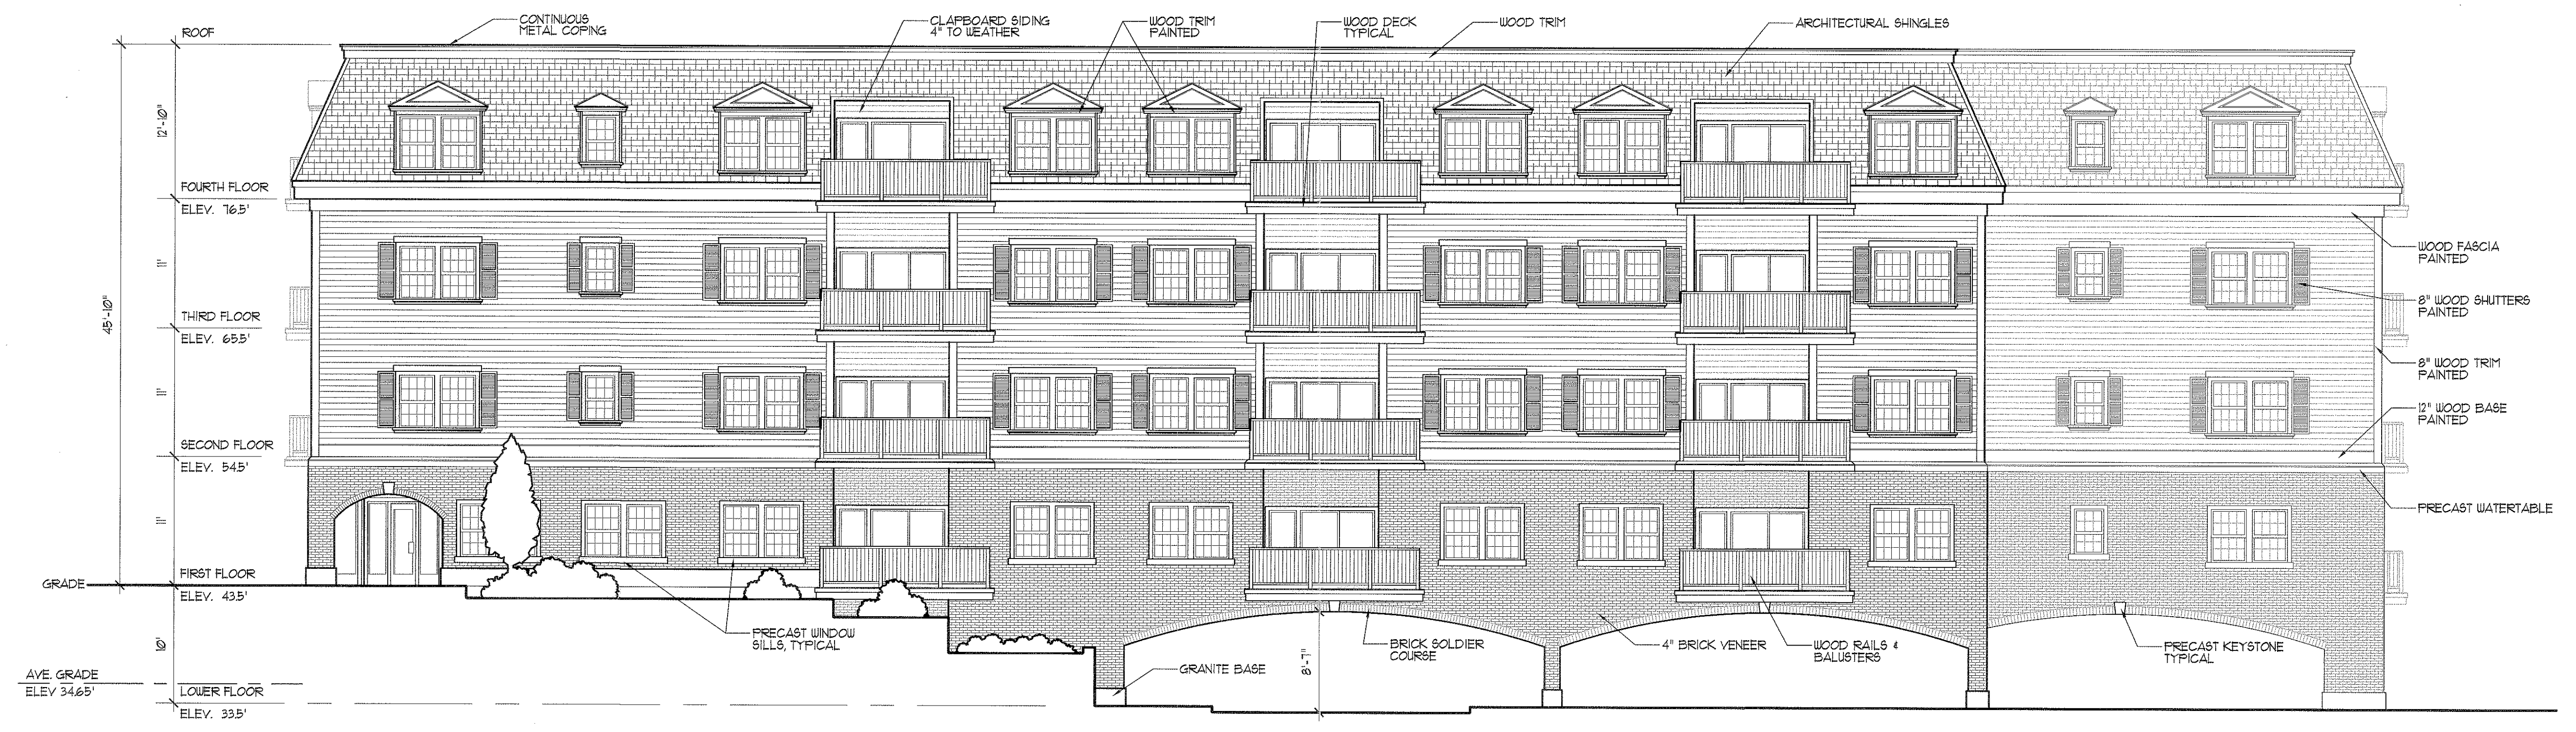 CONTINUOUS
METAL COPING
CLAPBOARD SIDING
4" TO WEATHER
WOOD TRIM
PAINTED
WOOD DECK
TYPICAL
WOOD TRIM
ARCHITECTURAL SHINGLES
ROOF
12'-10"
FOURTH FLOOR
ELEV. 76.5'
11'
45'-10"
THIRD FLOOR
ELEV. 65.5'
11'
SECOND FLOOR
ELEV. 54.5'
11'
FIRST FLOOR
GRADE
ELEV. 43.5'
10'
AVE. GRADE
ELEV 34.65'
LOWER FLOOR
ELEV. 33.5'
WOOD FASCIA
PAINTED
8" WOOD SHUTTERS
PAINTED
8" WOOD TRIM
PAINTED
12" WOOD BASE
PAINTED
PRECAST WATERTABLE
PRECAST WINDOW
SILLS, TYPICAL
GRANITE BASE
8'-7"
BRICK SOLDIER
COURSE
4" BRICK VENEER
WOOD RAILS &
BALUSTERS
PRECAST KEYSTONE
TYPICAL